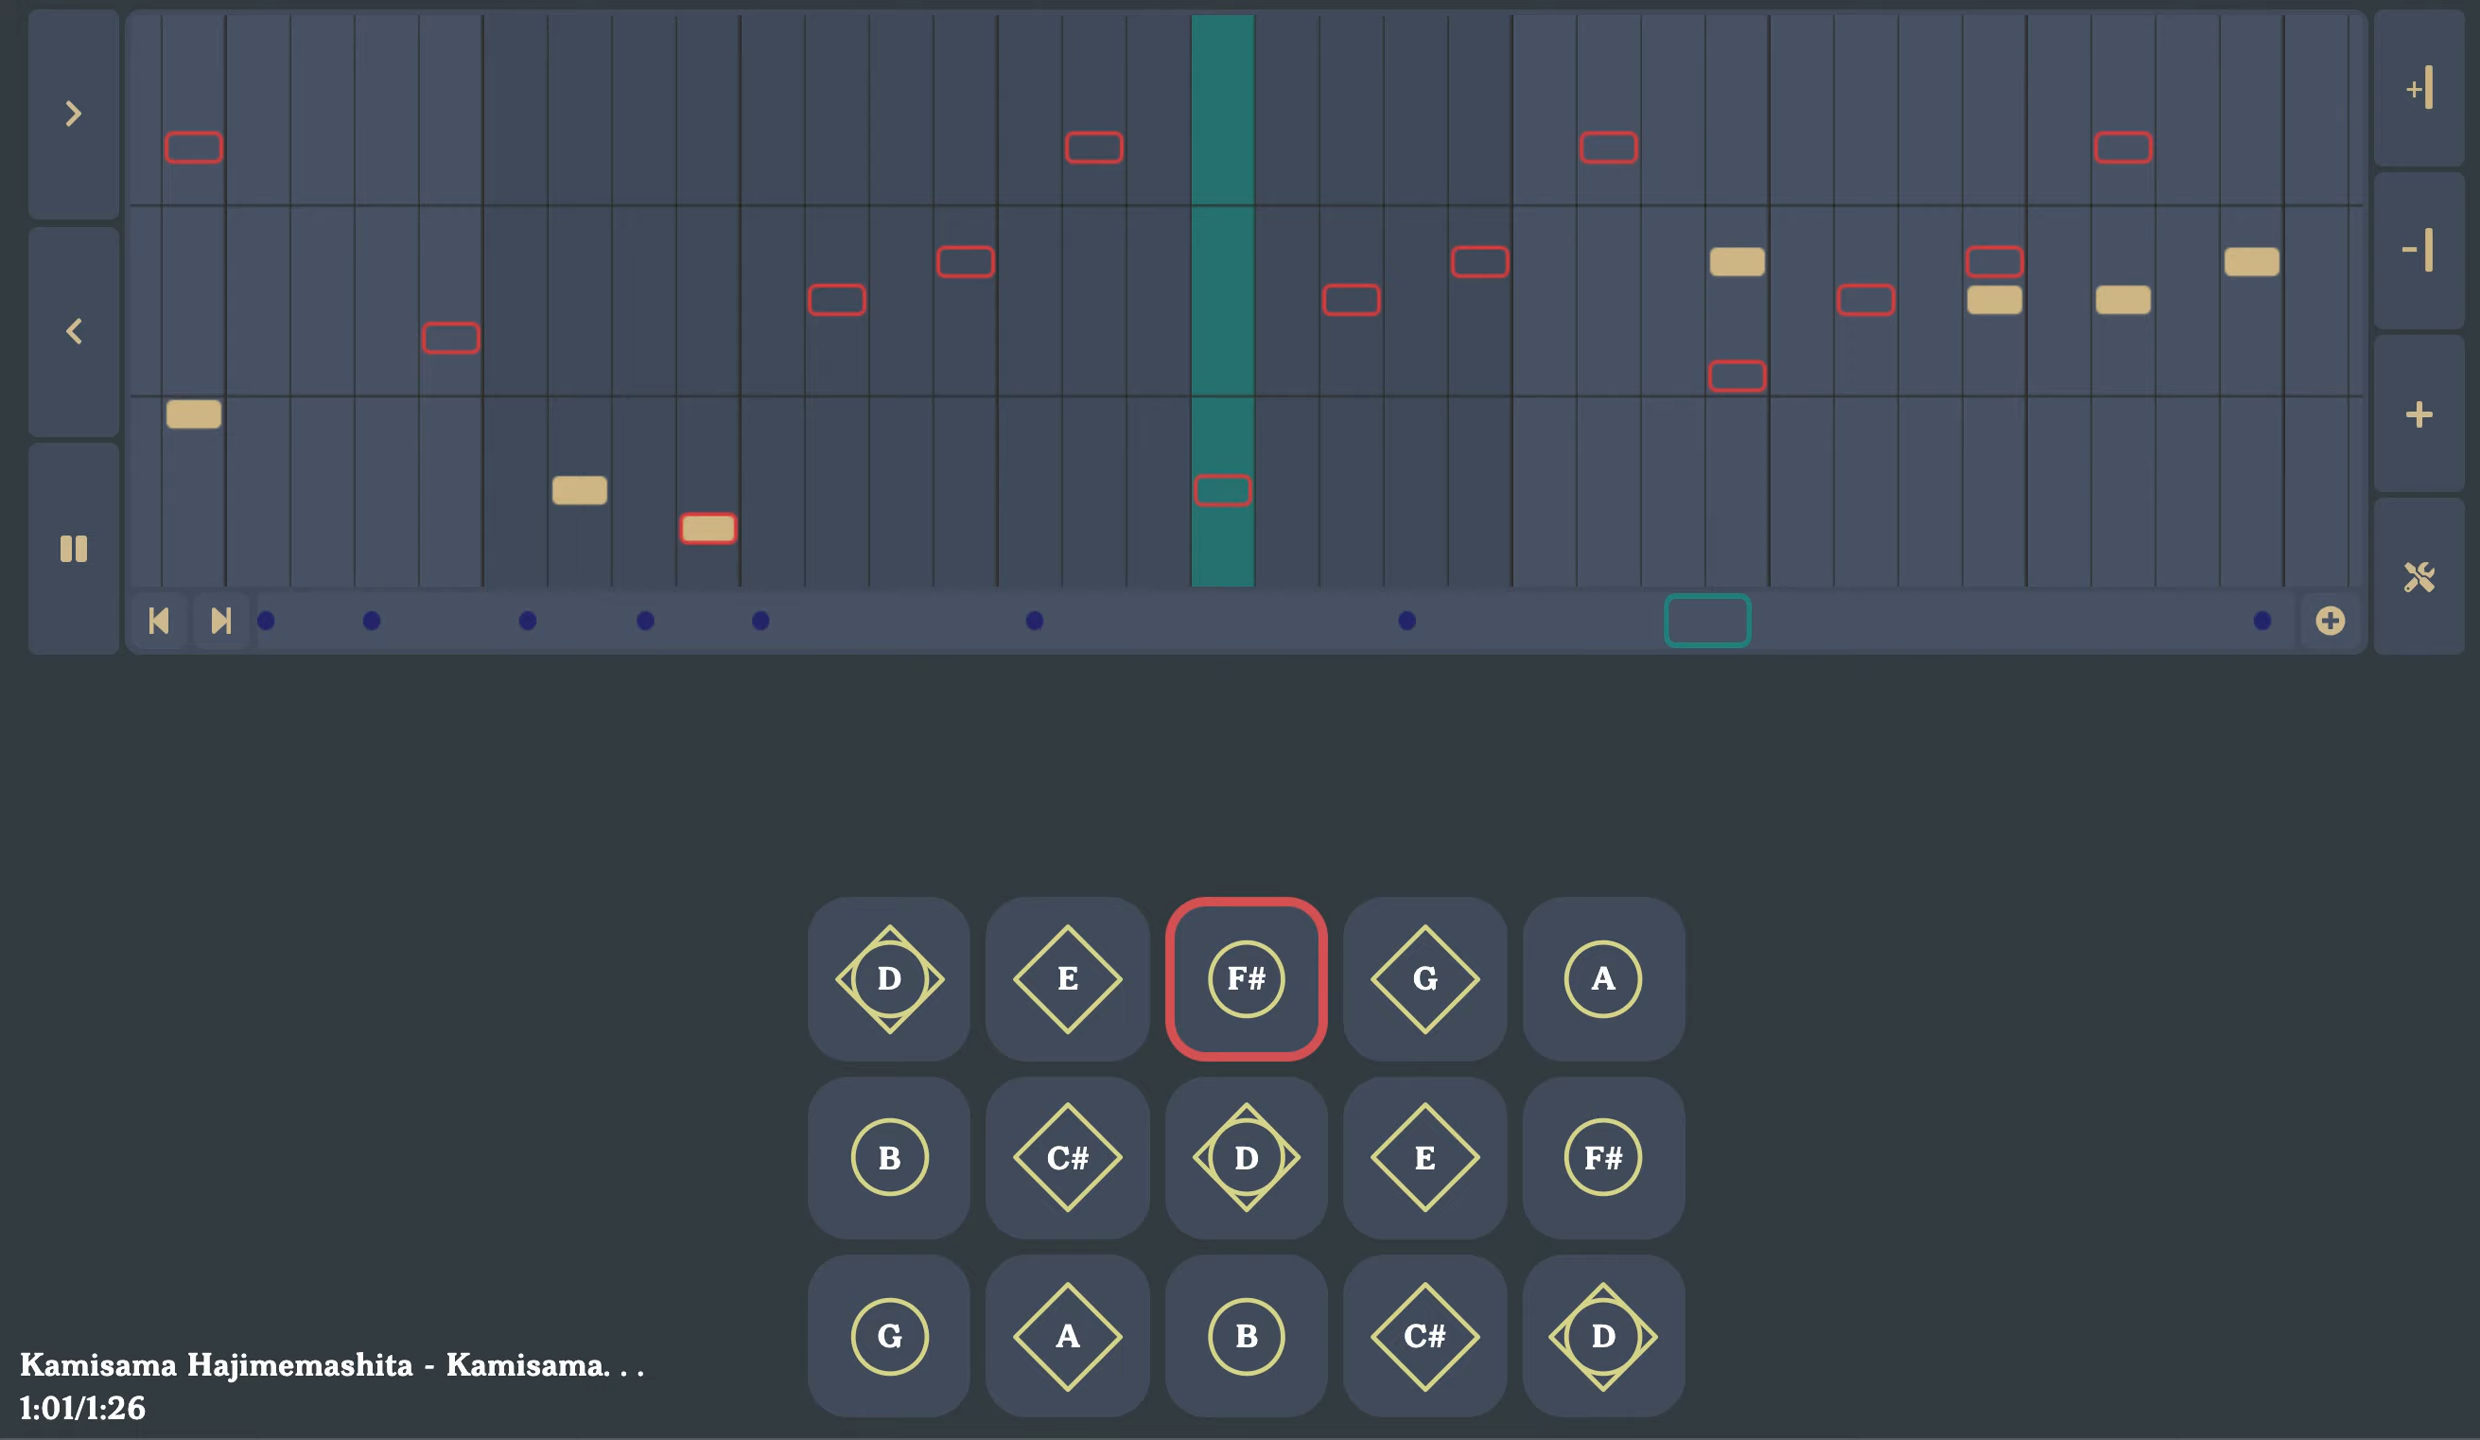 D E F# G A
B C# D E F#
G A B C# D
Kamisama Hajimemashita - Kamisama. . .
1:01/1:26